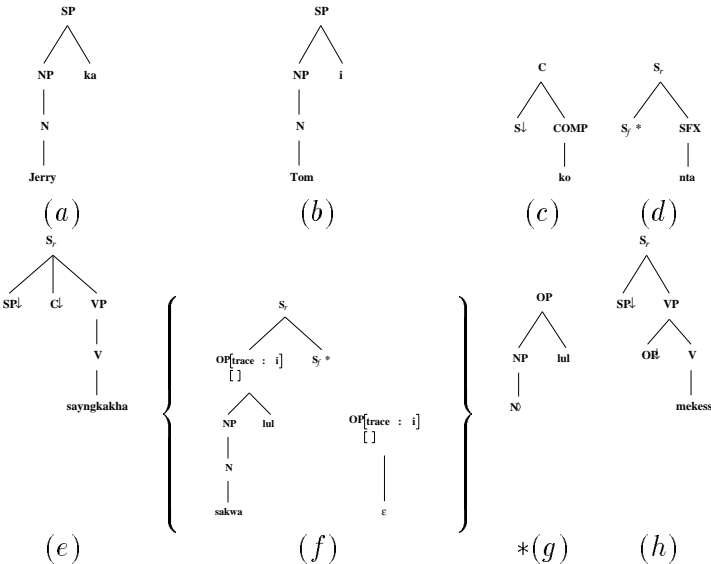 SP
NP ka
N
Jerry
(a)
SP
NP i
N
Tom
(b)
C
S↓ COMP
ko
(c)
Sr
Sf * SFX
nta
(d)
Sr
SP↓ C↓ VP
V
sayngkakha
(e)
Sr
OP[trace : i] Sf *
[ ]
NP lul
N
sakwa
OP[trace : i]
[ ]
ε
(f)
OP
NP lul
N◊
*(g)
Sr
SP↓ VP
OP↓ V
mekess
(h)